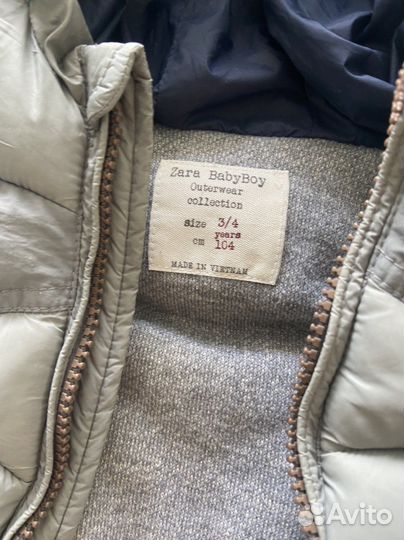 Zara BabyBoy
Outerwear
collection
size 3/4
years
cm 104
MADE IN VIETNAM
Avito